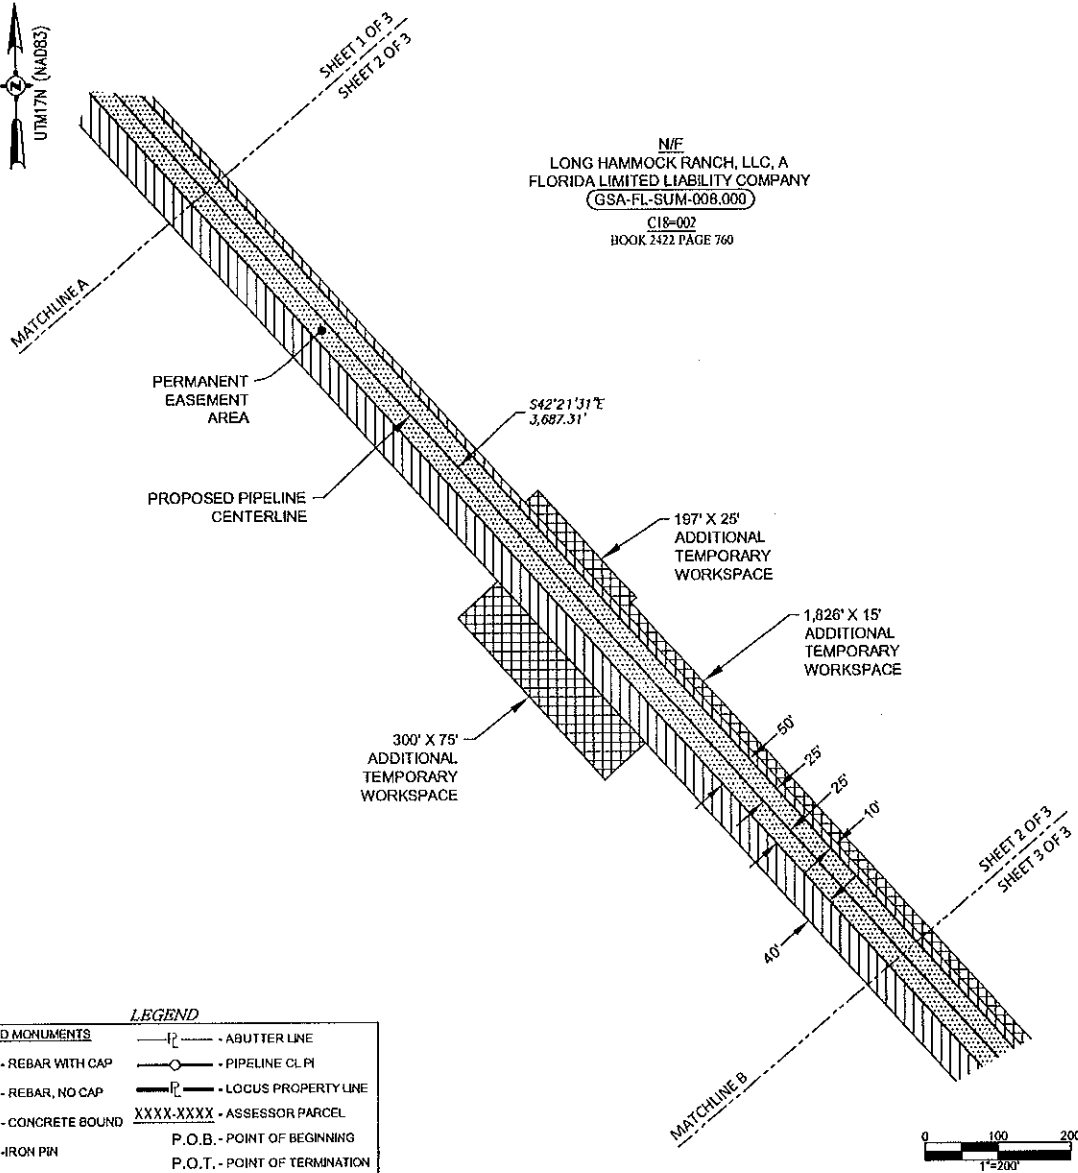 UTM17N (NAD83)
N
SHEET 1 OF 3
SHEET 2 OF 3
N/F
LONG HAMMOCK RANCH, LLC, A
FLORIDA LIMITED LIABILITY COMPANY
GSA-FL-SUM-008.000
C18=002
BOOK 2422 PAGE 760
MATCHLINE A
PERMANENT
EASEMENT
AREA
S42°21'31"E
3,687.31'
PROPOSED PIPELINE
CENTERLINE
197' X 25'
ADDITIONAL
TEMPORARY
WORKSPACE
1,826' X 15'
ADDITIONAL
TEMPORARY
WORKSPACE
300' X 75'
ADDITIONAL
TEMPORARY
WORKSPACE
50'
25'
25'
10'
40'
SHEET 2 OF 3
SHEET 3 OF 3
MATCHLINE B
LEGEND
D MONUMENTS
- REBAR WITH CAP
- REBAR, NO CAP
- CONCRETE BOUND
-IRON PIN
PL - ABUTTER LINE
- PIPELINE CL PI
PL - LOCUS PROPERTY LINE
XXXX-XXXX - ASSESSOR PARCEL
P.O.B. - POINT OF BEGINNING
P.O.T. - POINT OF TERMINATION
0 100 200
1"=200'